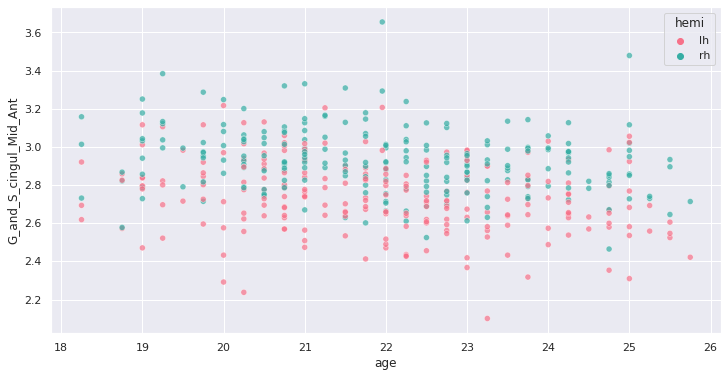 hemi
lh
rh
G_and_S_cingul_Mid_Ant
3.6
3.4
3.2
3.0
2.8
2.6
2.4
2.2
18 19 20 21 22 23 24 25 26
age